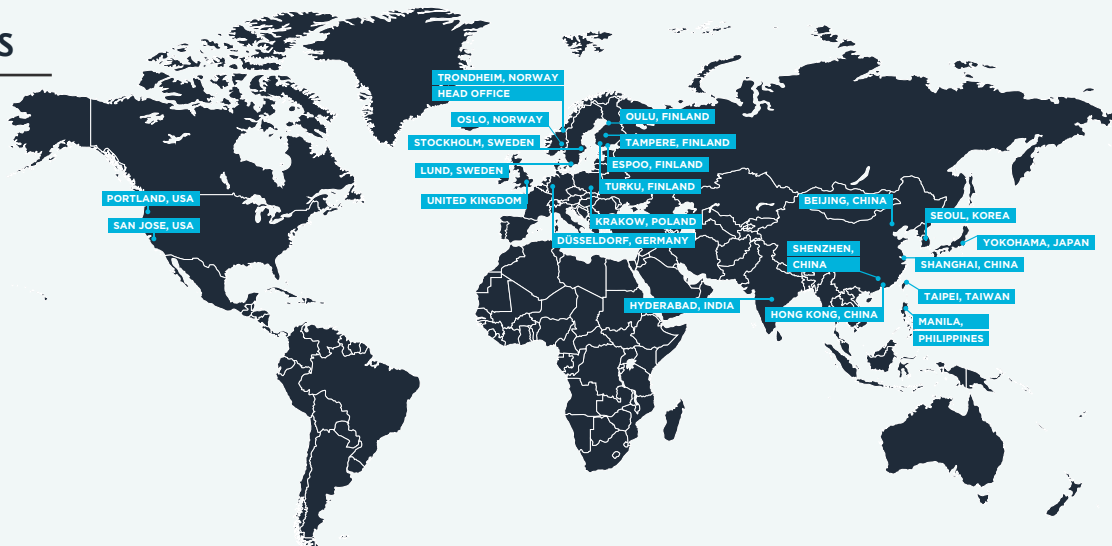 S
TRONDHEIM, NORWAY
HEAD OFFICE
OSLO, NORWAY
STOCKHOLM, SWEDEN
LUND, SWEDEN
UNITED KINGDOM
OULU, FINLAND
TAMPERE, FINLAND
ESPOO, FINLAND
TURKU, FINLAND
KRAKOW, POLAND
DÜSSELDORF, GERMANY
PORTLAND, USA
SAN JOSE, USA
BEIJING, CHINA
SEOUL, KOREA
YOKOHAMA, JAPAN
SHENZHEN,
CHINA
SHANGHAI, CHINA
TAIPEI, TAIWAN
HYDERABAD, INDIA
HONG KONG, CHINA
MANILA,
PHILIPPINES